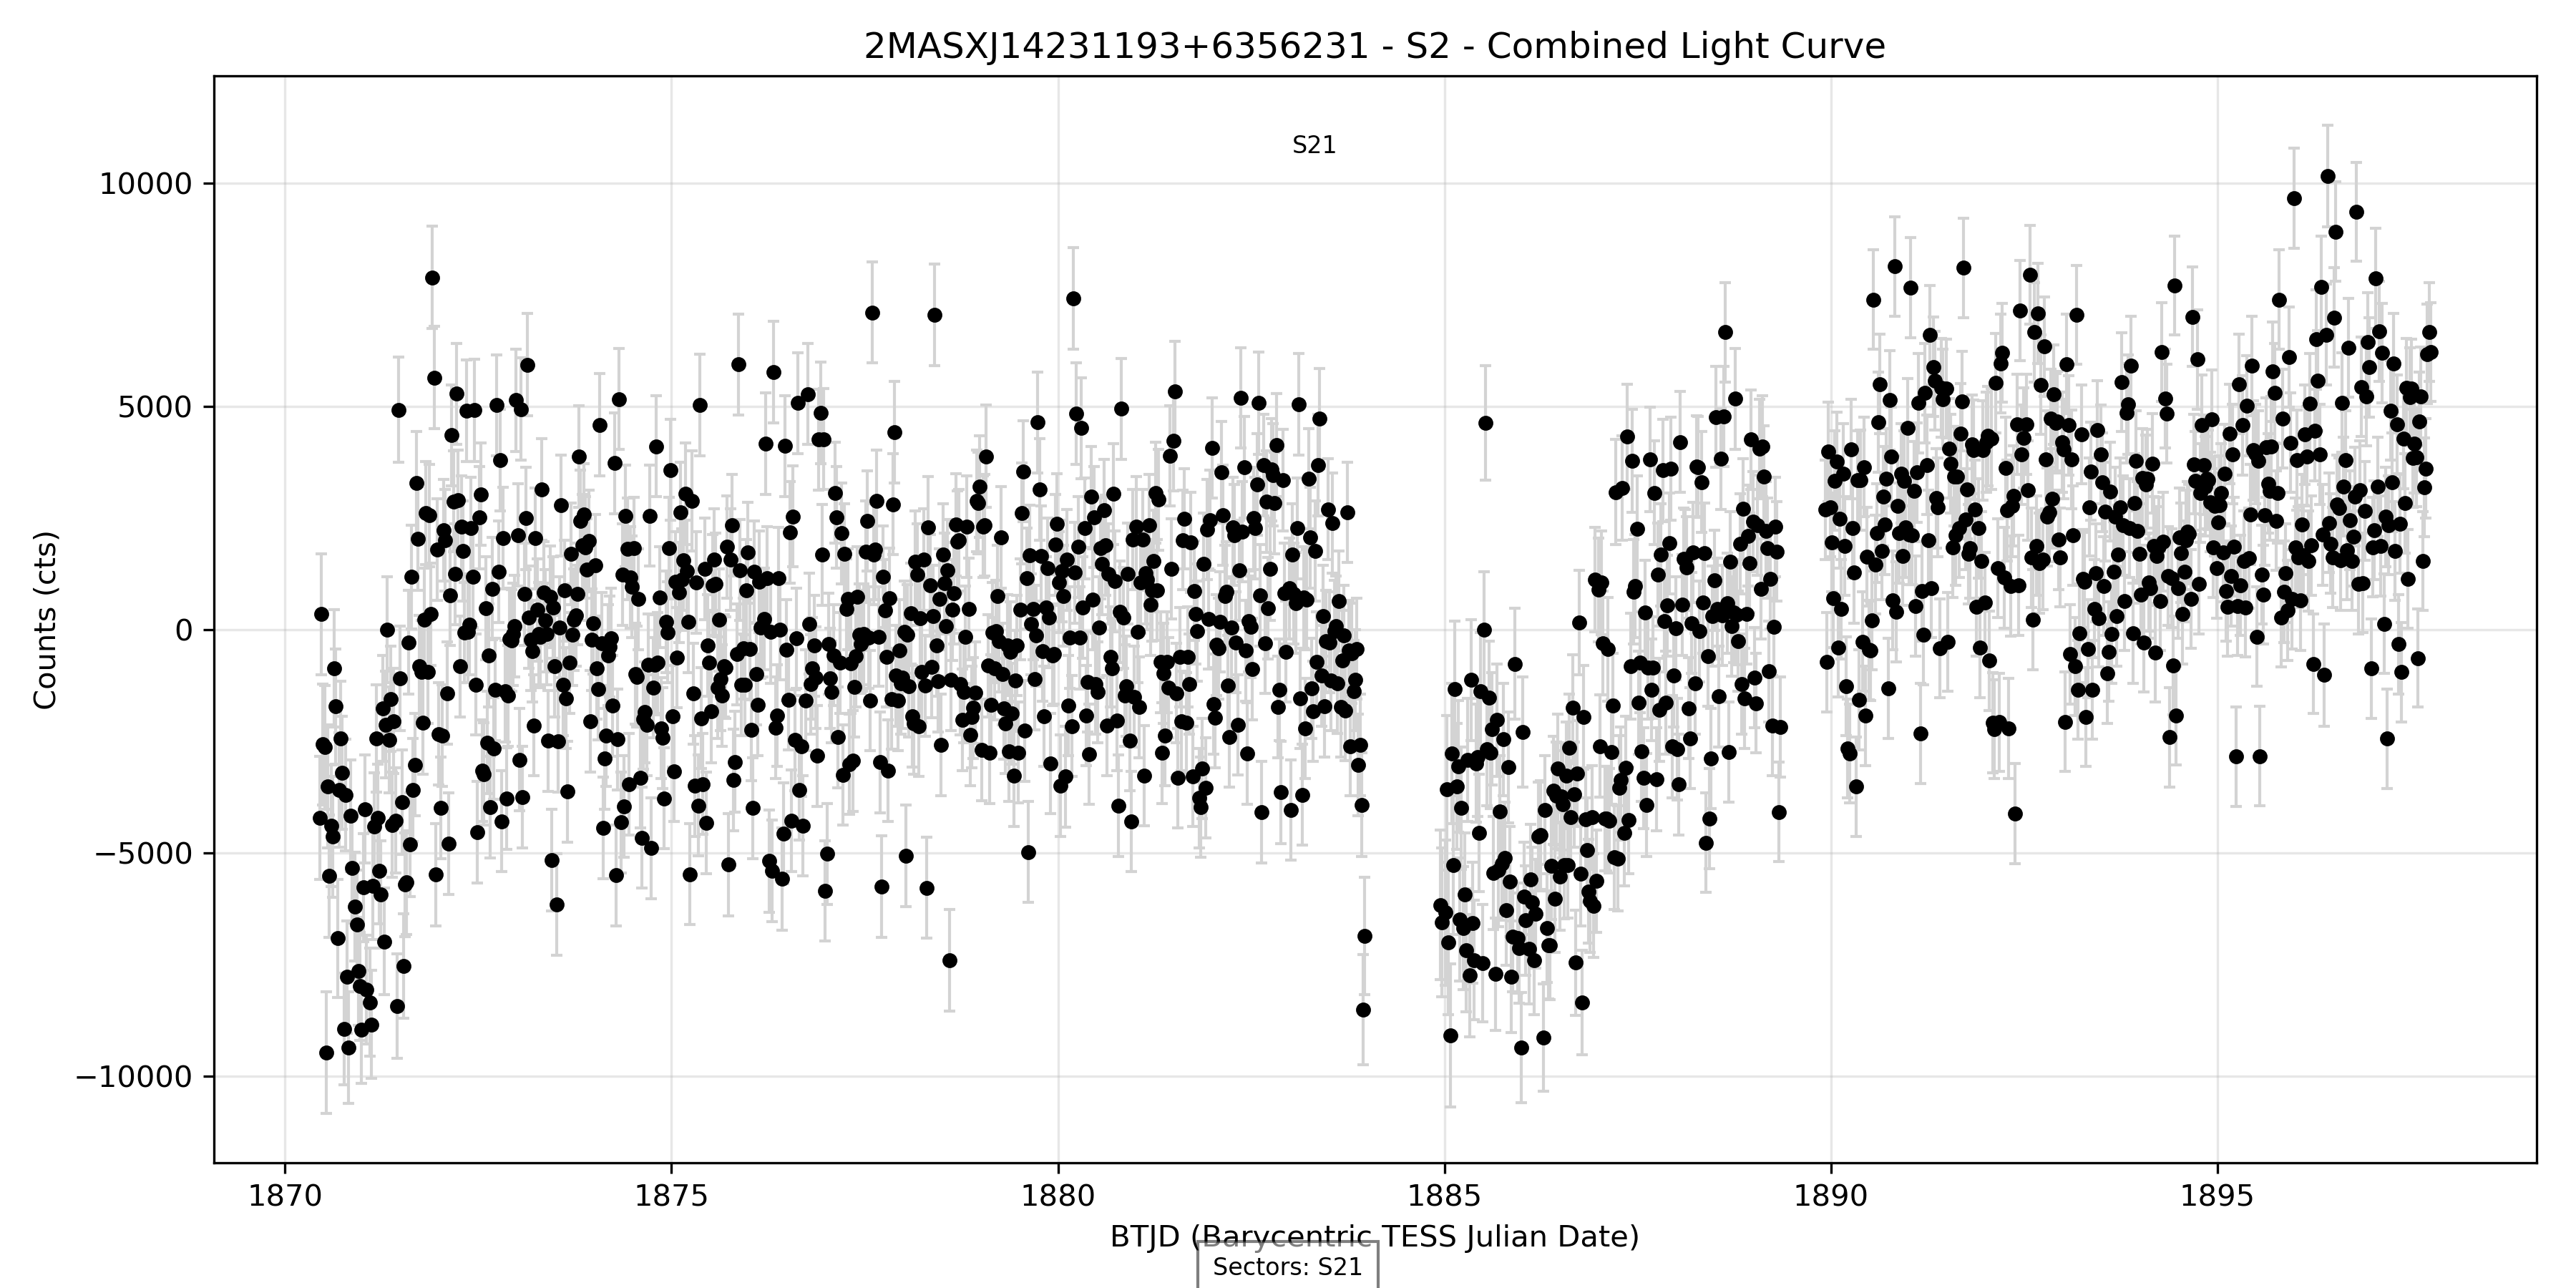 2MASXJ14231193+6356231 - S2 - Combined Light Curve
S21
10000
5000
0
−5000
−10000
Counts (cts)
1870 1875 1880 1885 1890 1895
BTJD (Barycentric TESS Julian Date)
Sectors: S21